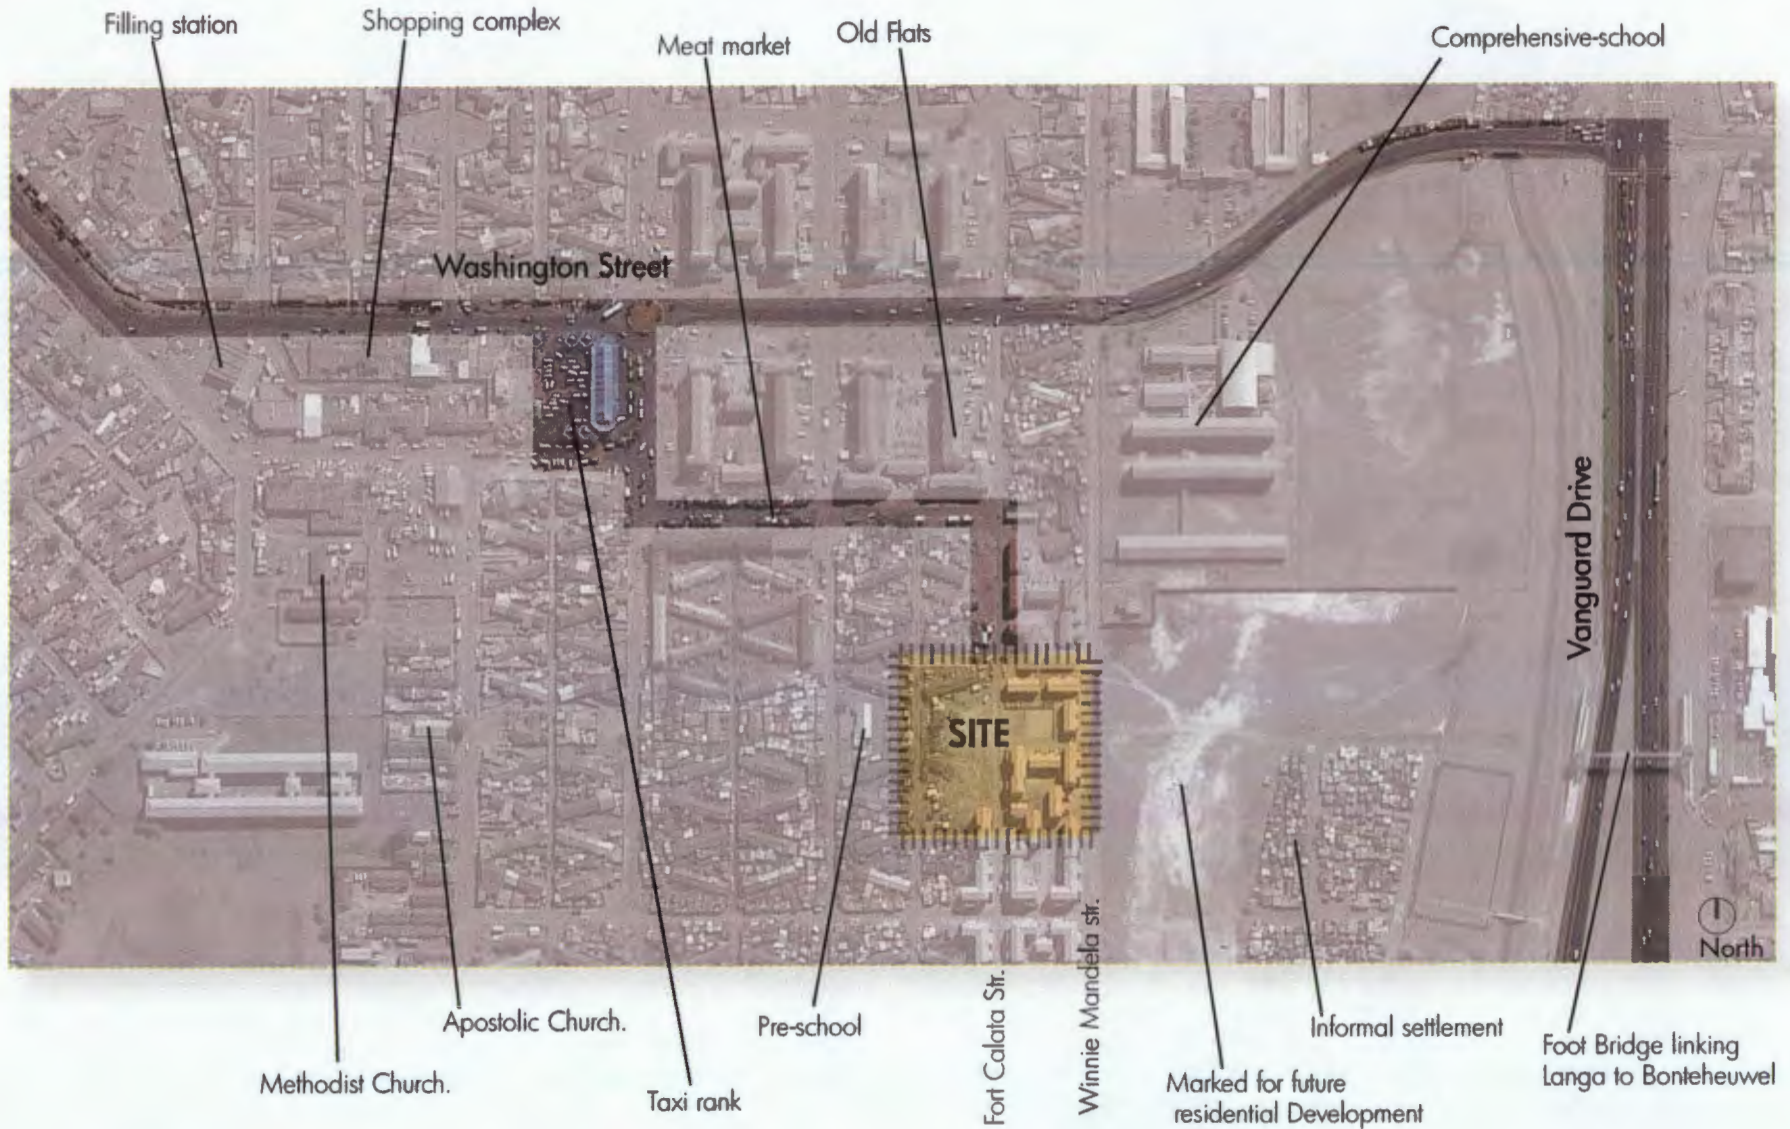 Filling station
Shopping complex
Meat market
Old Flats
Comprehensive-school
Washington Street
Vanguard Drive
SITE
North
Fort Calata Str.
Winnie Mandela str.
Apostolic Church.
Pre-school
Informal settlement
Methodist Church.
Taxi rank
Marked for future
residential Development
Foot Bridge linking
Langa to Bonteheuwel